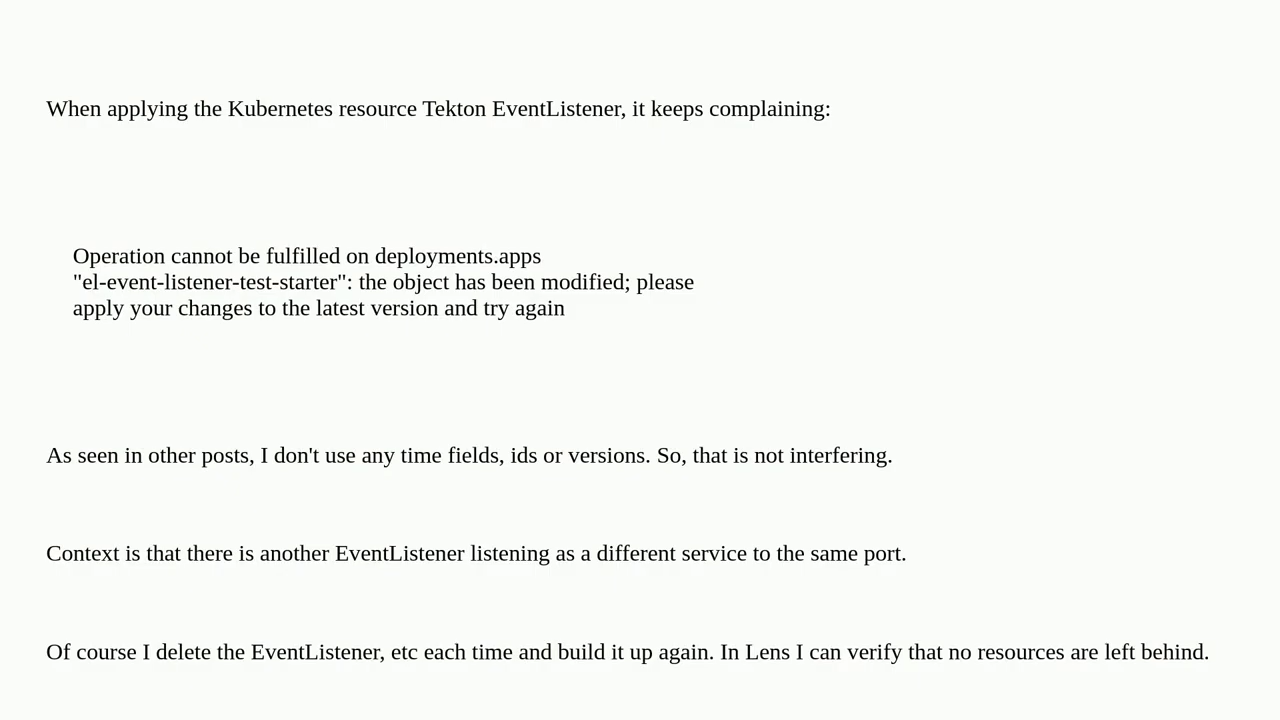 When applying the Kubernetes resource Tekton EventListener, it keeps complaining:
Operation cannot be fulfilled on deployments.apps
"el-event-listener-test-starter": the object has been modified; please
apply your changes to the latest version and try again
As seen in other posts, I don't use any time fields, ids or versions. So, that is not interfering.
Context is that there is another EventListener listening as a different service to the same port.
Of course I delete the EventListener, etc each time and build it up again. In Lens I can verify that no resources are left behind.